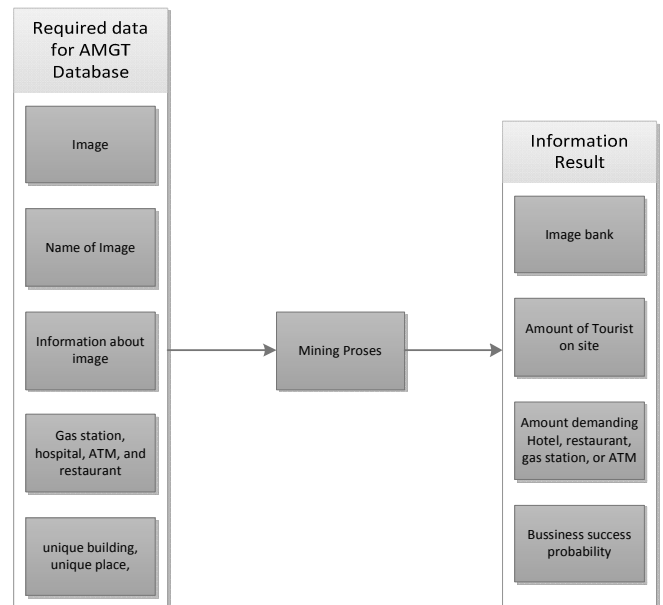 Required data
for AMGT
Database
Image
Name of Image
Information about
image
Gas station,
hospital, ATM, and
restaurant
unique building,
unique place,
Mining Proses
Information
Result
Image bank
Amount of Tourist
on site
Amount demanding
Hotel, restaurant,
gas station, or ATM
Bussiness success
probability